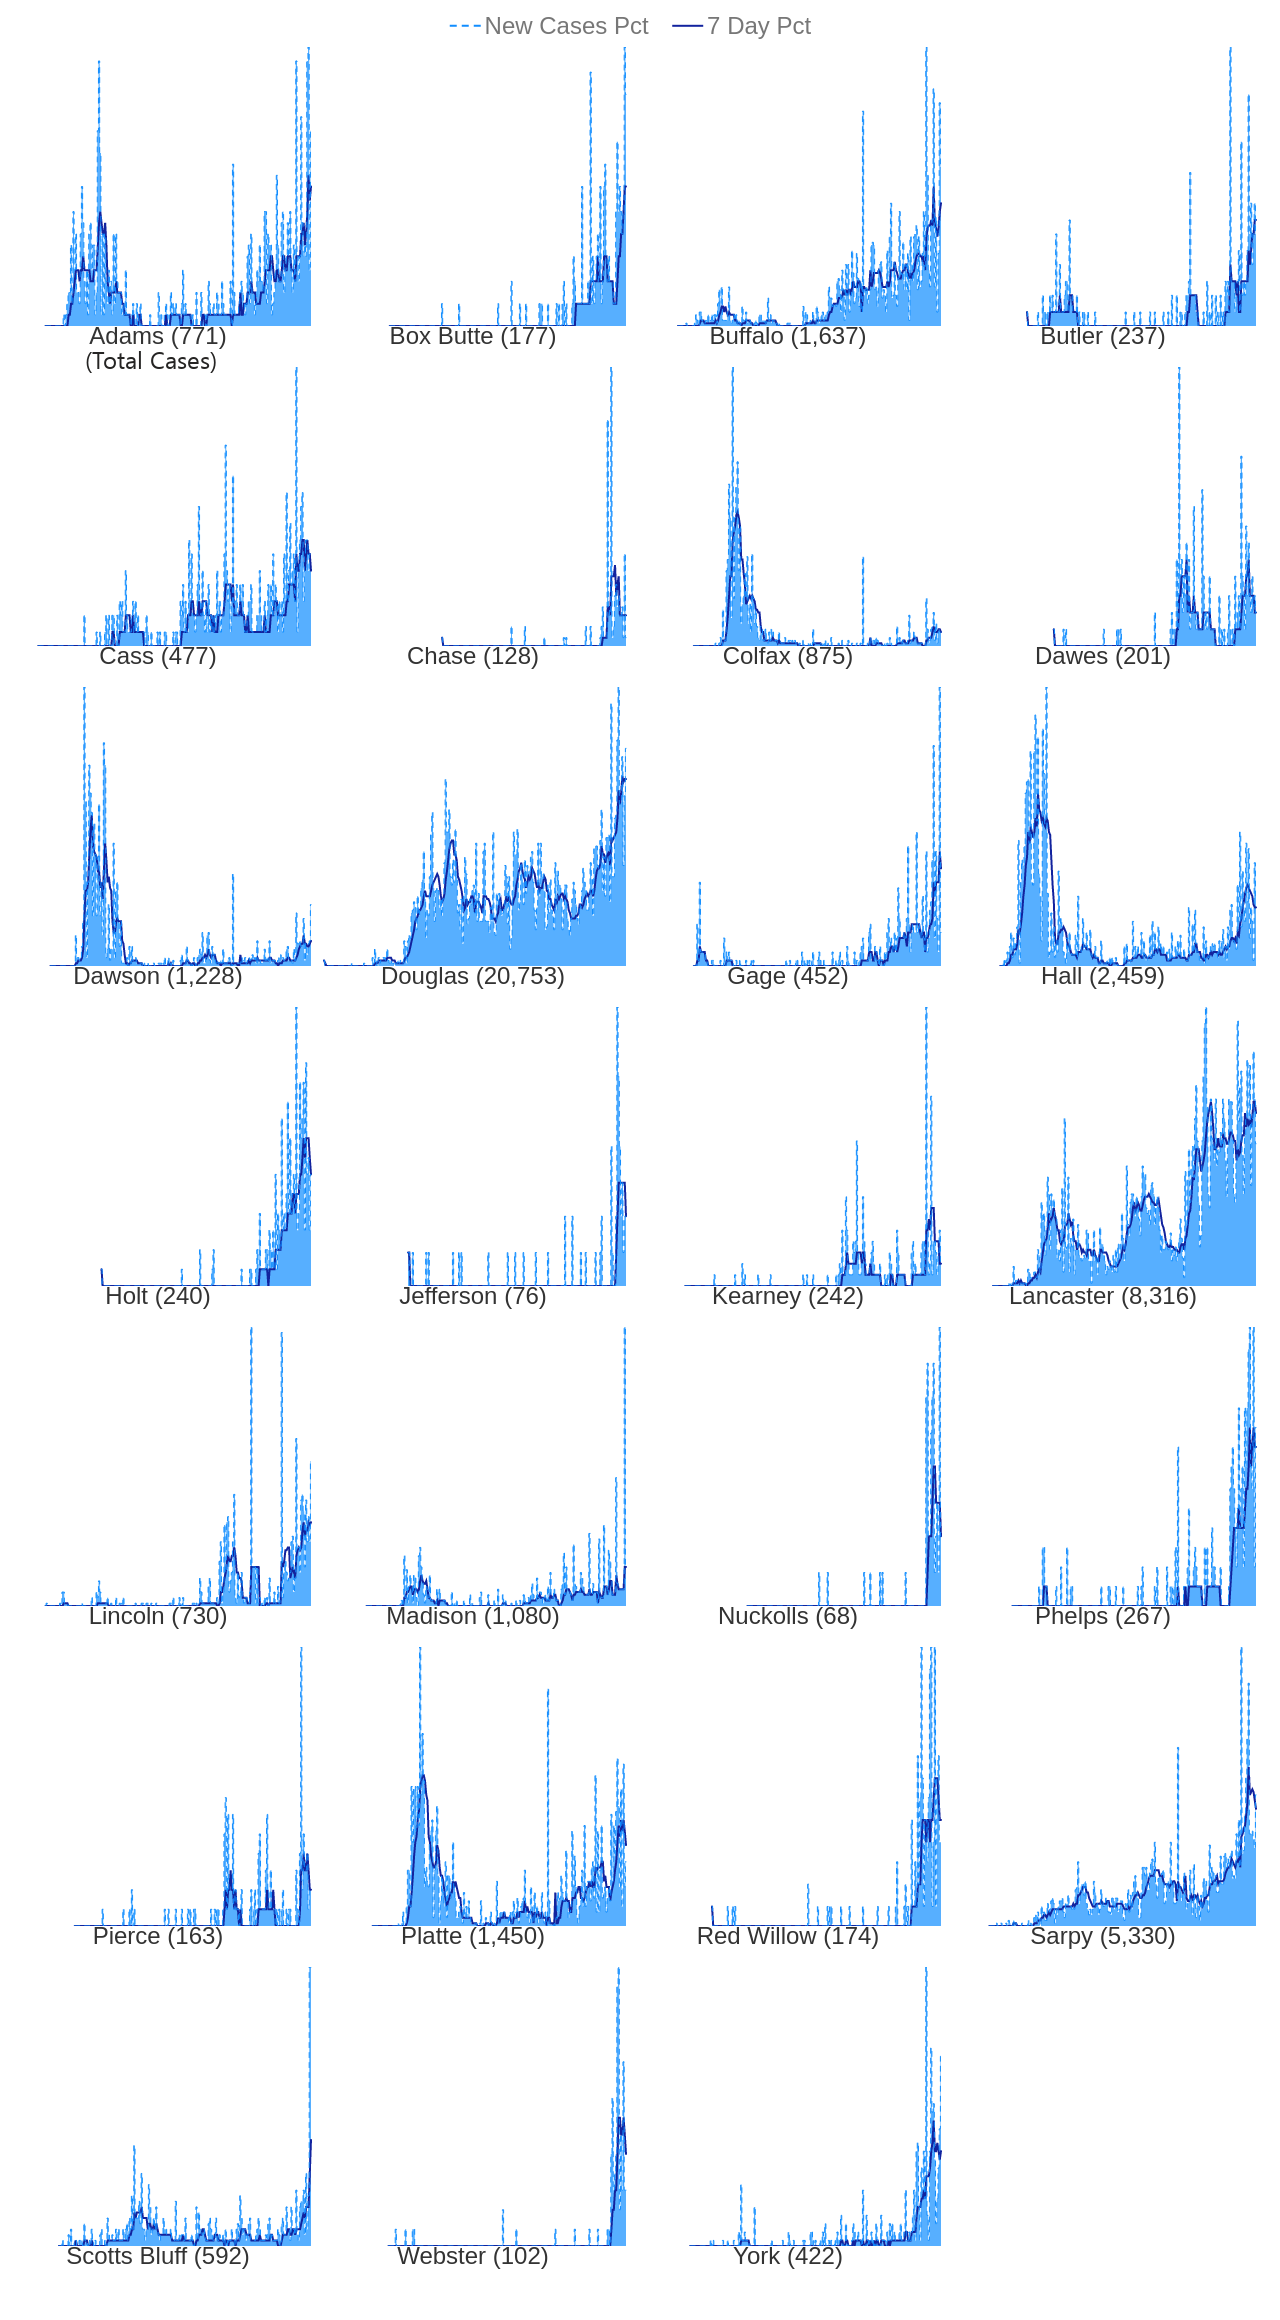 New Cases Pct 7 Day Pct
Adams (771) Box Butte (177) Buffalo (1,637) Butler (237)
(Total Cases)
Cass (477) Chase (128) Colfax (875) Dawes (201)
Dawson (1,228) Douglas (20,753) Gage (452) Hall (2,459)
Holt (240) Jefferson (76) Kearney (242) Lancaster (8,316)
Lincoln (730) Madison (1,080) Nuckolls (68) Phelps (267)
Pierce (163) Platte (1,450) Red Willow (174) Sarpy (5,330)
Scotts Bluff (592) Webster (102) York (422)